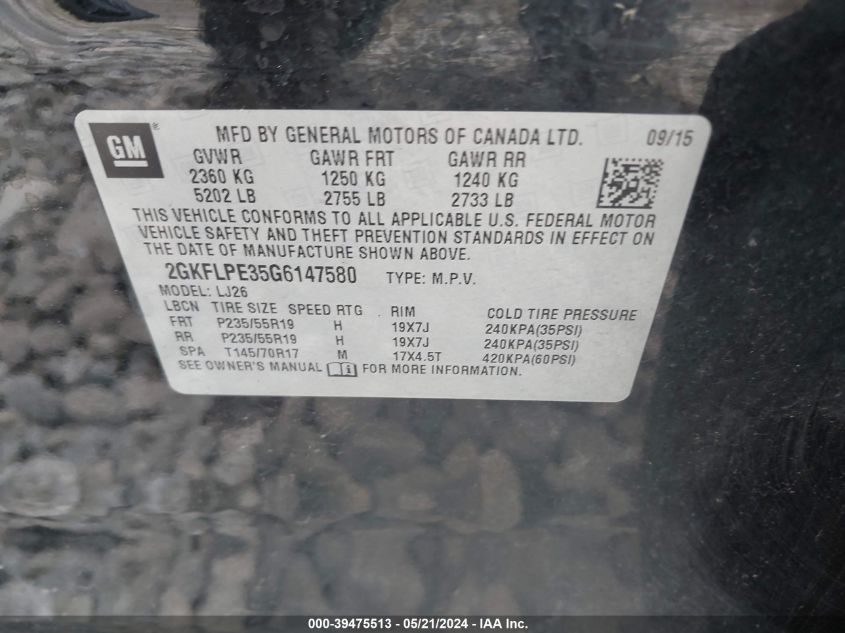 GM ®
MFD BY GENERAL MOTORS OF CANADA LTD. 09/15
GVWR GAWR FRT GAWR RR
2360 KG 1250 KG 1240 KG
5202 LB 2755 LB 2733 LB
THIS VEHICLE CONFORMS TO ALL APPLICABLE U.S. FEDERAL MOTOR
VEHICLE SAFETY AND THEFT PREVENTION STANDARDS IN EFFECT ON
THE DATE OF MANUFACTURE SHOWN ABOVE.
2GKFLPE35G6147580 TYPE: M.P.V.
MODEL: LJ26
LBCN TIRE SIZE SPEED RTG RIM COLD TIRE PRESSURE
FRT P235/55R19 H 19X7J 240KPA(35PSI)
RR P235/55R19 H 19X7J 240KPA(35PSI)
SPA T145/70R17 M 17X4.5T 420KPA(60PSI)
SEE OWNER'S MANUAL FOR MORE INFORMATION.
000-39475513 - 05/21/2024 - IAA Inc.